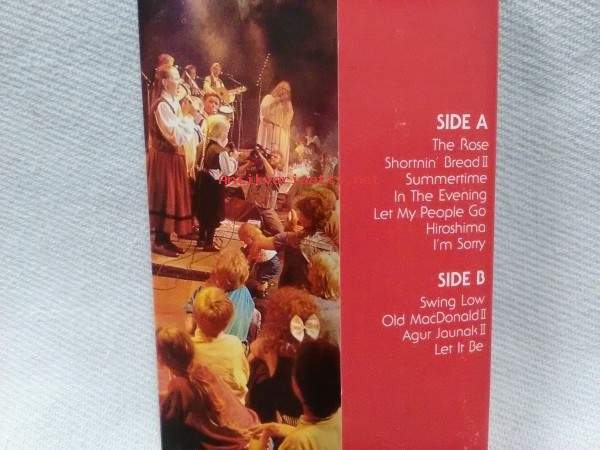 SIDE A
The Rose
Shortnin' Bread II
Summertime
In The Evening
Let My People Go
Hiroshima
I'm Sorry
SIDE B
Swing Low
Old MacDonald II
Agur Jaunak II
Let It Be